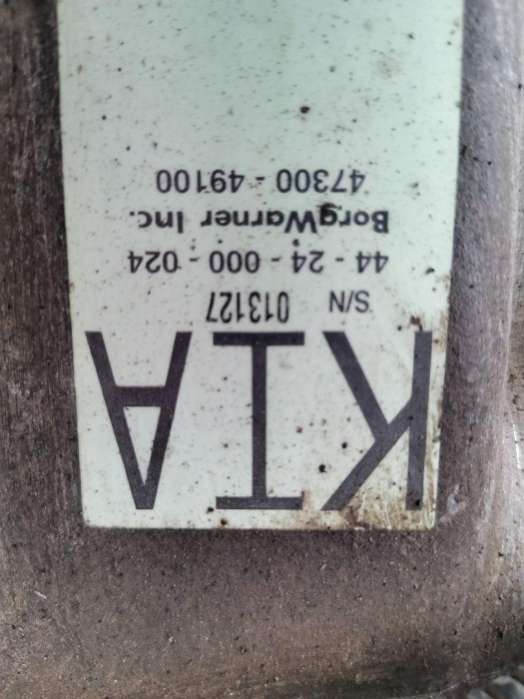 KIA
S/N 013127
44 - 24 - 000 - 024
BorgWarner Inc.
47300 - 49100